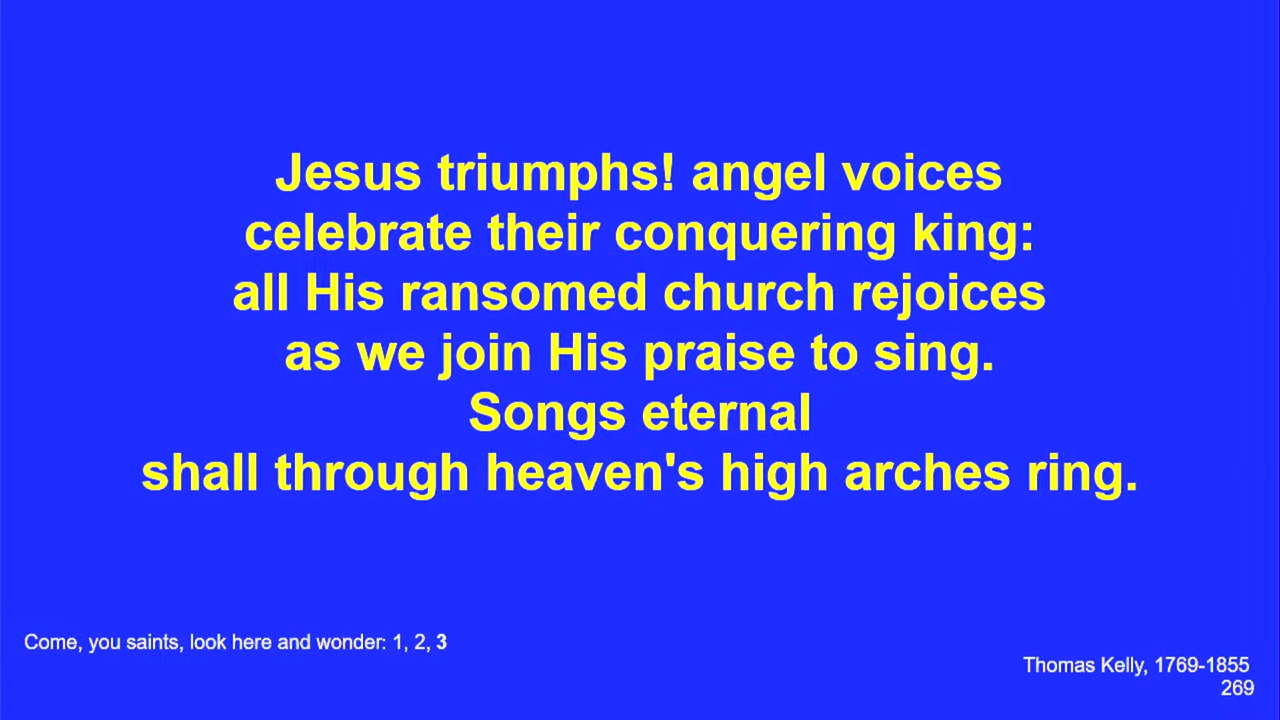 Jesus triumphs! angel voices
celebrate their conquering king:
all His ransomed church rejoices
as we join His praise to sing.
Songs eternal
shall through heaven's high arches ring.
Come, you saints, look here and wonder: 1, 2, 3
Thomas Kelly, 1769-1855
269